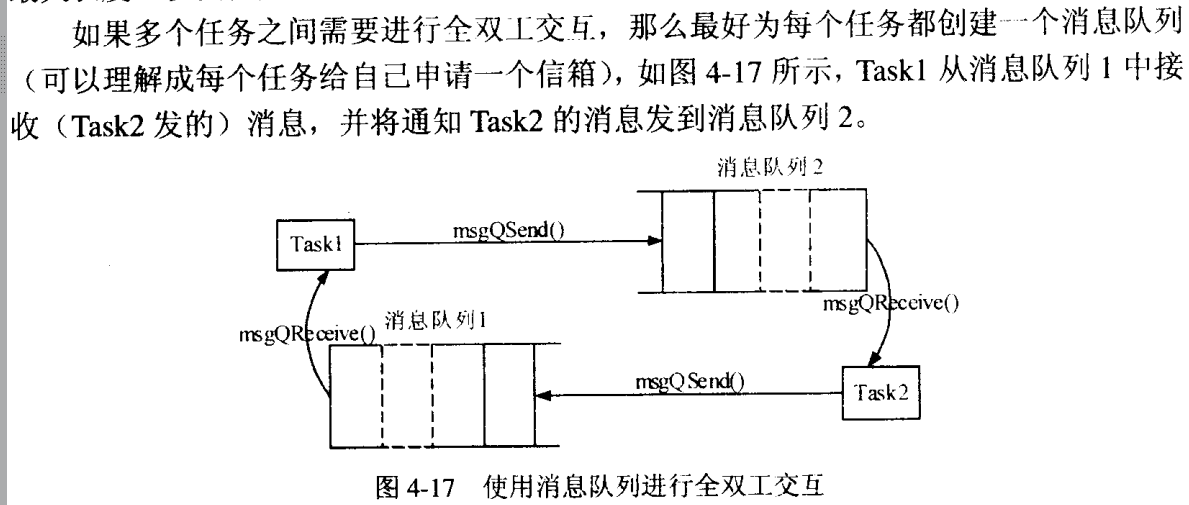 如果多个任务之间需要进行全双工交互，那么最好为每个任务都创建一个消息队列
（可以理解成每个任务给自己申请一个信箱），如图 4-17 所示，Task1 从消息队列 1 中接
收（Task2 发的）消息，并将通知 Task2 的消息发到消息队列 2。
消息队列 2
Task1
msgQSend()
msgQReceive()
消息队列1
msgQReceive()
msgQSend()
Task2
图 4-17 使用消息队列进行全双工交互